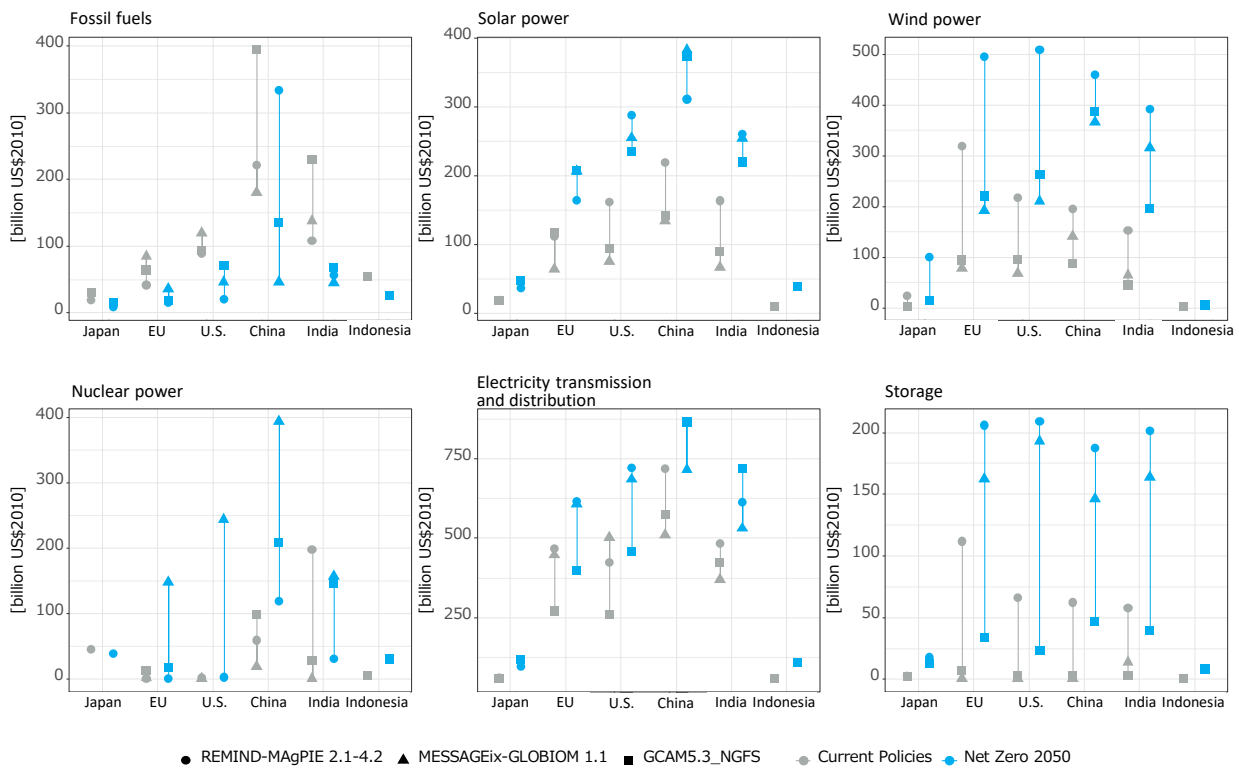 Fossil fuels
[billion US$2010]
400
300
200
100
0
Japan EU U.S. China India Indonesia
Solar power
[billion US$2010]
400
300
200
100
0
Japan EU U.S. China India Indonesia
Wind power
[billion US$2010]
500
400
300
200
100
0
Japan EU U.S. China India Indonesia
Nuclear power
[billion US$2010]
400
300
200
100
0
Japan EU U.S. China India Indonesia
Electricity transmission
and distribution
[billion US$2010]
750
500
250
Japan EU U.S. China India Indonesia
Storage
[billion US$2010]
200
150
100
50
0
Japan EU U.S. China India Indonesia
REMIND-MAgPIE 2.1-4.2 MESSAGEix-GLOBIOM 1.1 GCAM5.3_NGFS Current Policies Net Zero 2050